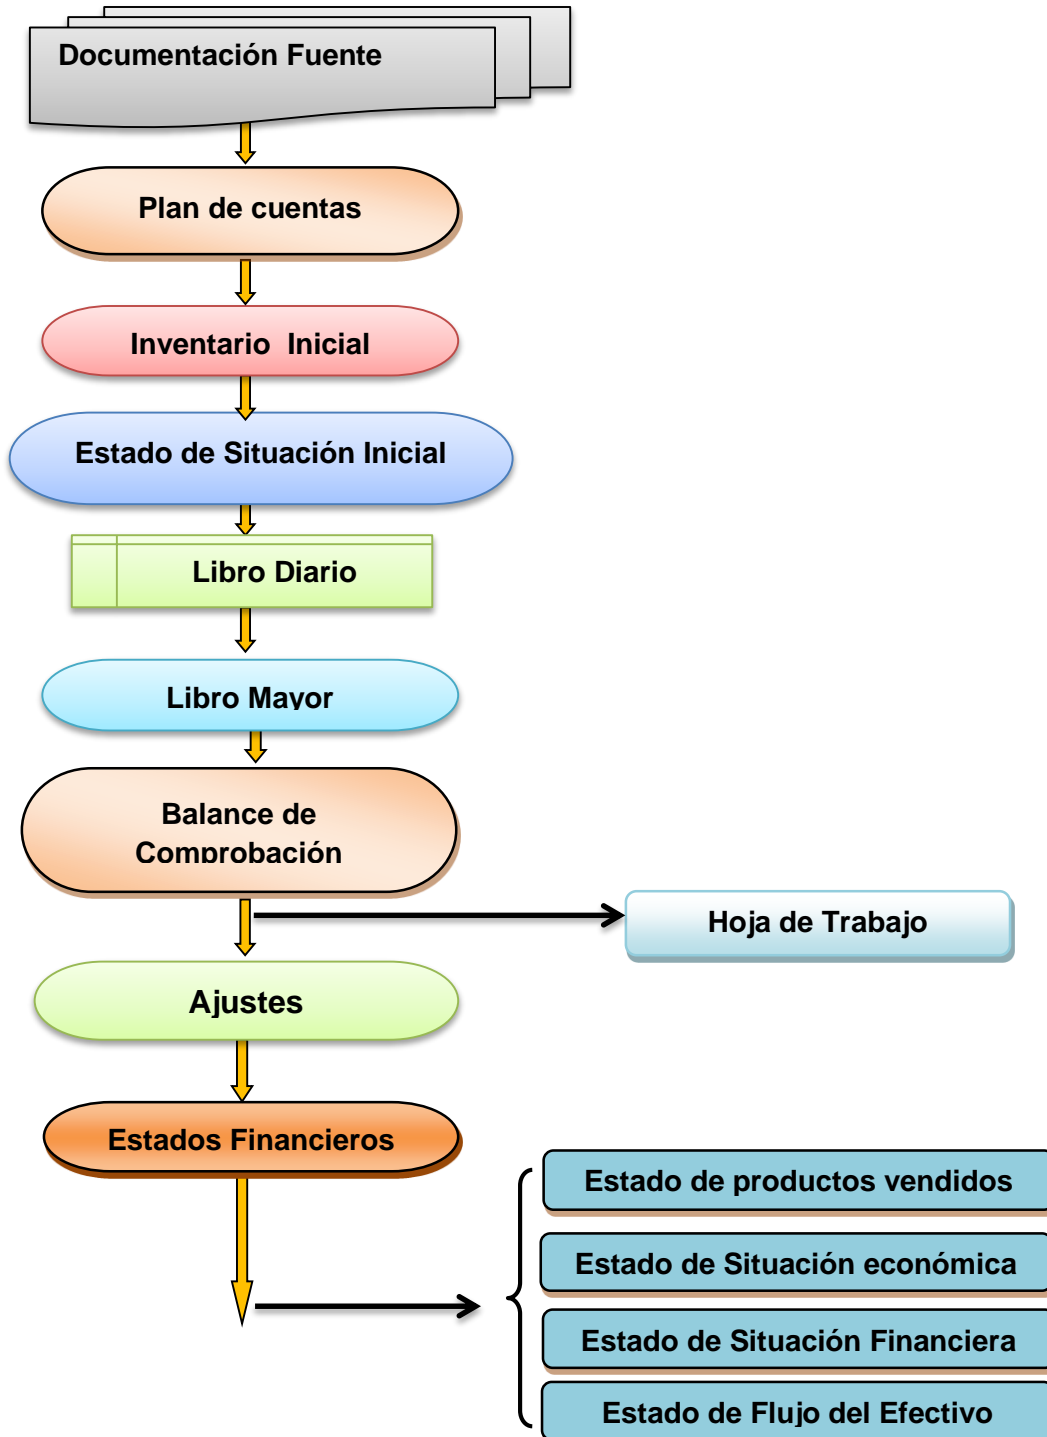 Documentación Fuente
Plan de cuentas
Inventario Inicial
Estado de Situación Inicial
Libro Diario
Libro Mayor
Balance de
Comprobación
Hoja de Trabajo
Ajustes
Estados Financieros
Estado de productos vendidos
Estado de Situación económica
Estado de Situación Financiera
Estado de Flujo del Efectivo